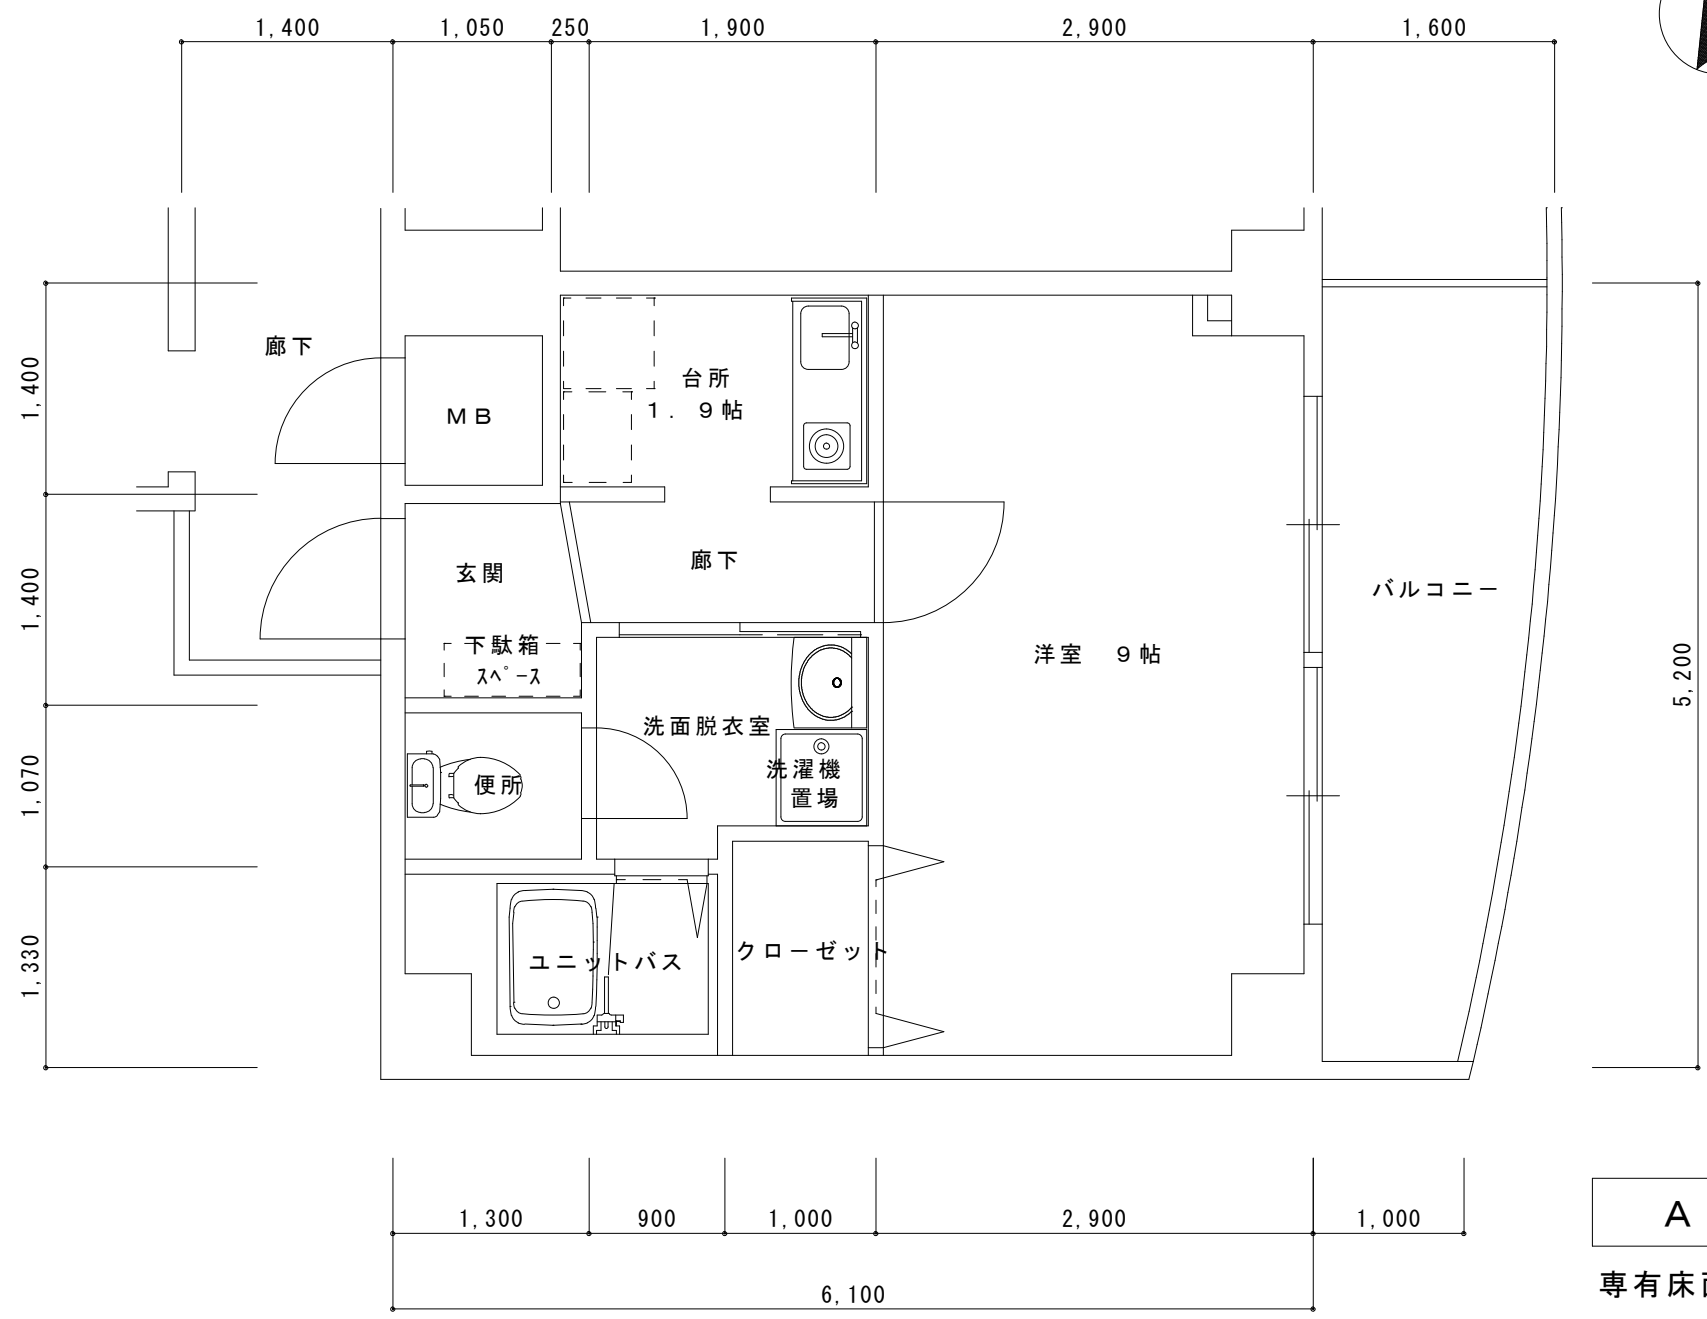 1,400
1,050
250
1,900
2,900
1,600
廊下
1,400
MB
台所
1．9帖
玄関
廊下
バルコニー
1,400
下駄箱
ｽﾍﾟｰｽ
洋室　9帖
5,200
洗面脱衣室
便所
洗濯機
置場
1,070
ユニットバス
クローゼット
1,330
1,300
900
1,000
2,900
1,000
6,100
A
専有床